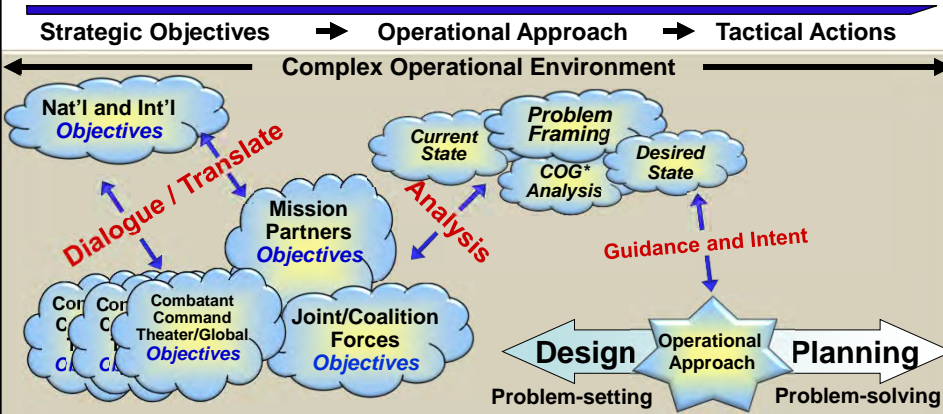 Strategic Objectives
Operational Approach
Tactical Actions
Complex Operational Environment
Nat'l and Int'l
Objectives
Dialogue / Translate
Mission
Partners
Objectives
Combatant
Command
Theater/Global
Objectives
Joint/Coalition
Forces
Objectives
Analysis
Current
State
Problem
Framing
COG*
Analysis
Desired
State
Guidance and Intent
Design
Operational
Approach
Planning
Problem-setting
Problem-solving